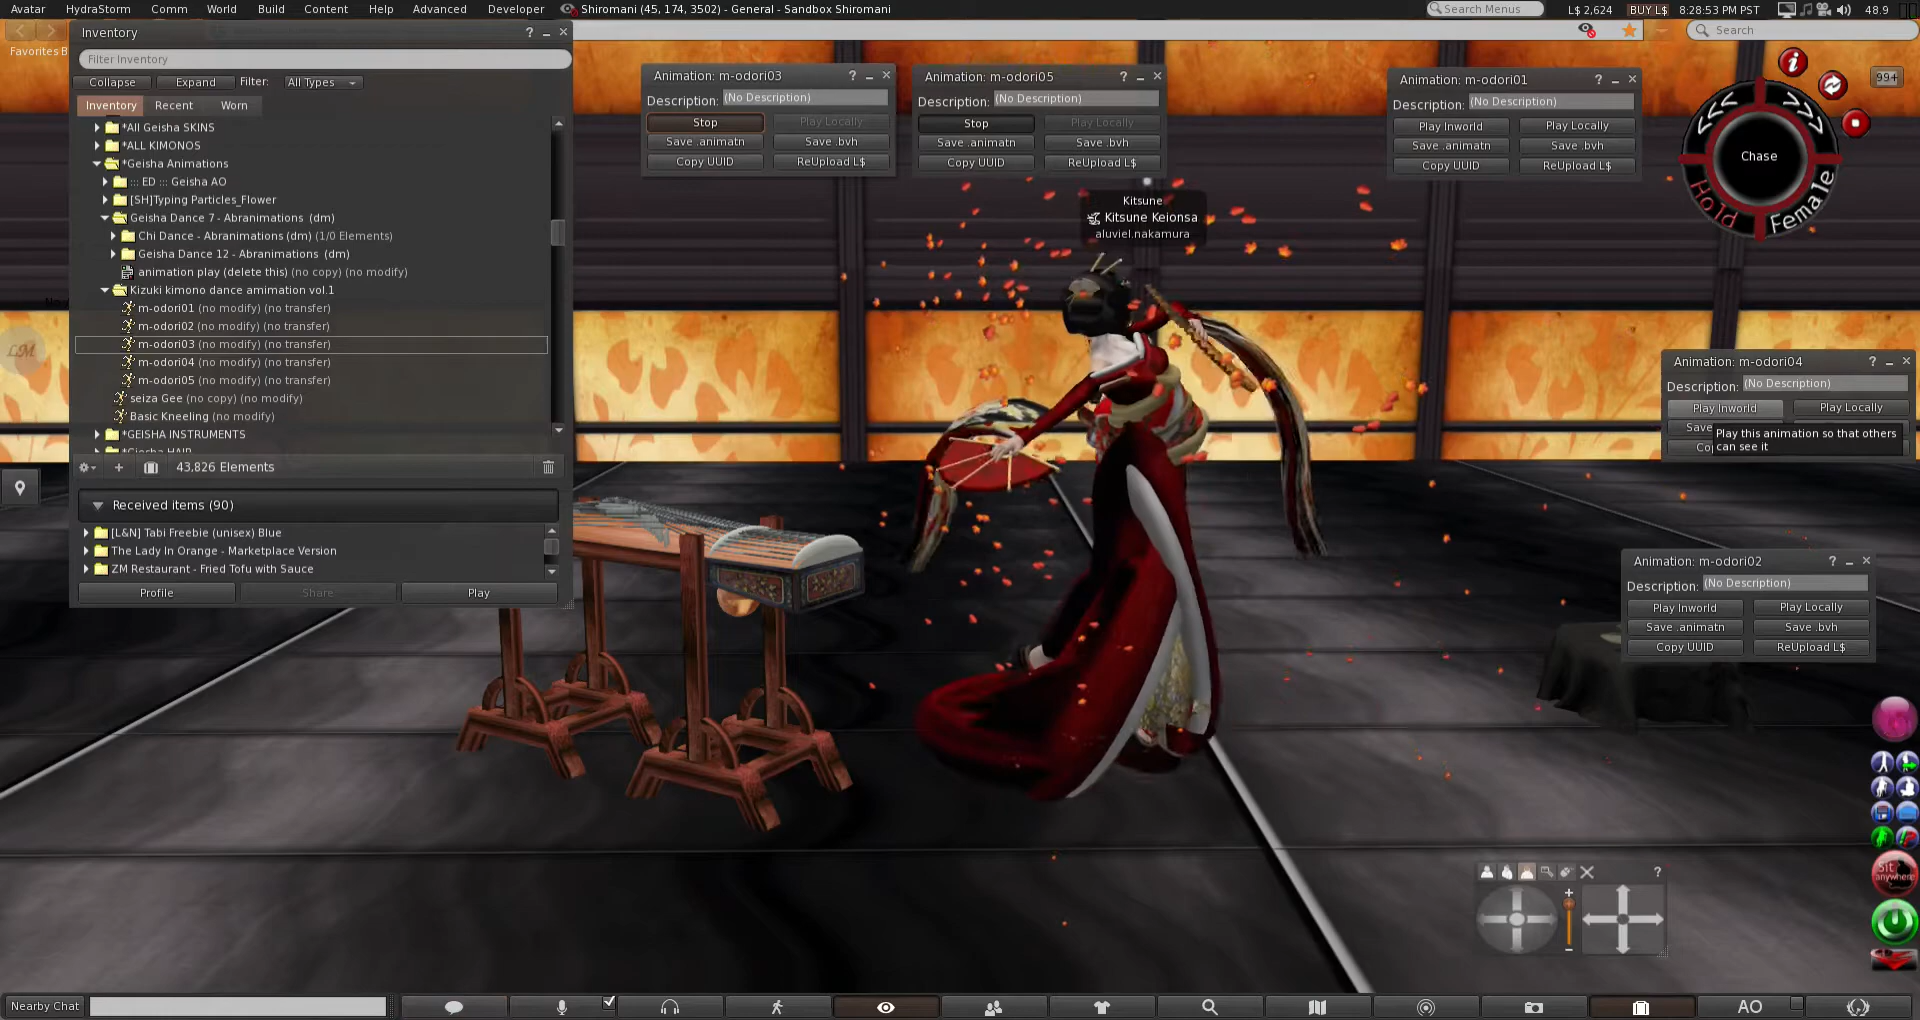 Avatar HydraStorm Comm World Build Content Help Advanced Developer Shiromani (45, 174, 3502) - General - Sandbox Shiromani Search Menus L$ 2,624 BUY L$ 8:28:53 PM PST 48.9
Search
Favorites B
Inventory
Filter Inventory
Collapse Expand Filter: All Types
Inventory Recent Worn
*All Geisha SKINS
*ALL KIMONOS
*Geisha Animations
::: ED ::: Geisha AO
[SH]Typing Particles_Flower
Geisha Dance 7 - Abranimations (dm)
Chi Dance - Abranimations (dm) (1/0 Elements)
Geisha Dance 12 - Abranimations (dm)
animation play (delete this) (no copy) (no modify)
Kizuki kimono dance amimation vol.1
m-odori01 (no modify) (no transfer)
m-odori02 (no modify) (no transfer)
m-odori03 (no modify) (no transfer)
m-odori04 (no modify) (no transfer)
m-odori05 (no modify) (no transfer)
seiza Gee (no copy) (no modify)
Basic Kneeling (no modify)
*GEISHA INSTRUMENTS
*Giesha HAIR
43,826 Elements
Received items (90)
[L&N] Tabi Freebie (unisex) Blue
The Lady In Orange - Marketplace Version
ZM Restaurant - Fried Tofu with Sauce
Profile Share Play
LM
Animation: m-odori03
Description: (No Description)
Stop Play Locally
Save .animatn Save .bvh
Copy UUID ReUpload L$
Animation: m-odori05
Description: (No Description)
Stop Play Locally
Save .animatn Save .bvh
Copy UUID ReUpload L$
Animation: m-odori01
Description: (No Description)
Play Inworld Play Locally
Save .animatn Save .bvh
Copy UUID ReUpload L$
99+
Chase
Hold Female
Kitsune
Kitsune Keionsa
aluviel.nakamura
Animation: m-odori04
Description: (No Description)
Play Inworld Play Locally
Save
Co
Play this animation so that others
can see it
Animation: m-odori02
Description: (No Description)
Play Inworld Play Locally
Save .animatn Save .bvh
Copy UUID ReUpload L$
Sit
anywhere
Nearby Chat AO